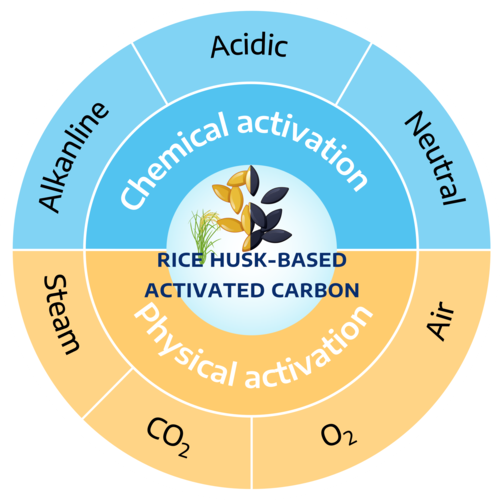 Acidic
Alkanline
Neutral
Chemical activation
RICE HUSK-BASED
ACTIVATED CARBON
Physical activation
Steam
Air
CO₂
O₂